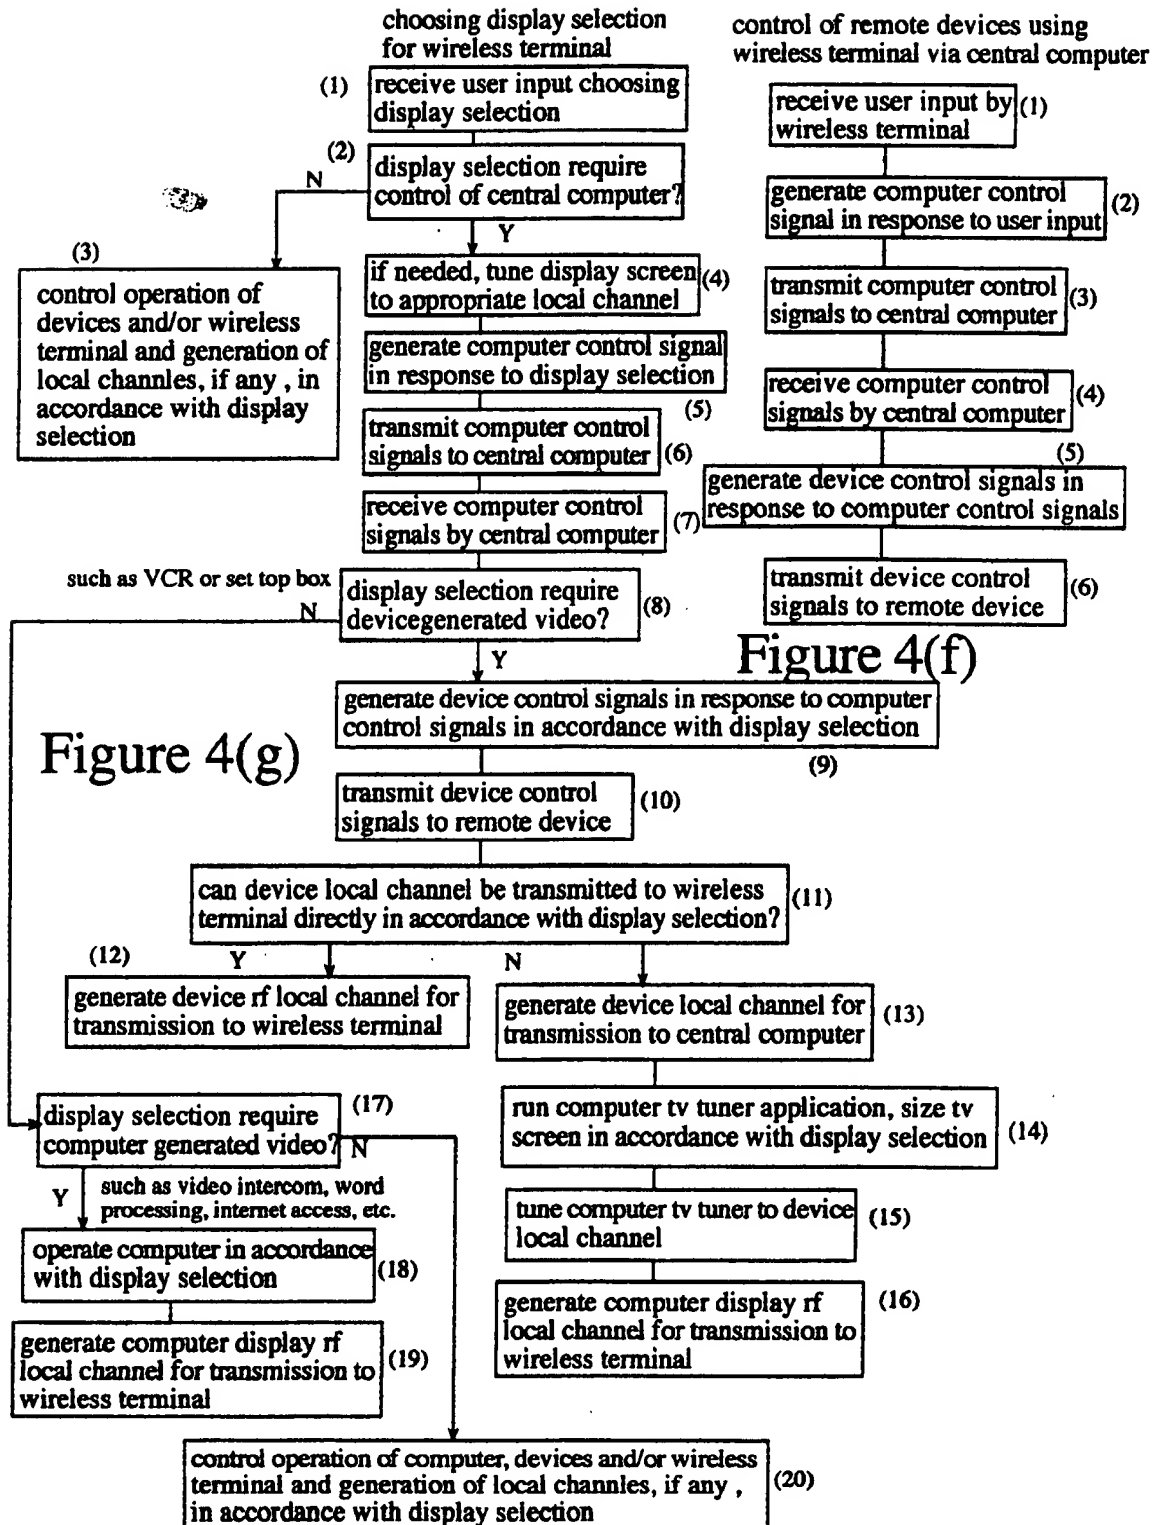 choosing display selection
for wireless terminal
control of remote devices using
wireless terminal via central computer
(1)
receive user input choosing
display selection
receive user input by
wireless terminal
(1)
(2)
N
display selection require
control of central computer?
Y
generate computer control
signal in response to user input
(2)
(3)
control operation of
devices and/or wireless
terminal and generation of
local channles, if any , in
accordance with display
selection
if needed, tune display screen
to appropriate local channel
(4)
transmit computer control
signals to central computer
(3)
generate computer control signal
in response to display selection
(5)
receive computer control
signals by central computer
(4)
transmit computer control
signals to central computer
(6)
(5)
generate device control signals in
response to computer control signals
receive computer control
signals by central computer
(7)
transmit device control
signals to remote device
(6)
Figure 4(f)
such as VCR or set top box
N
display selection require
devicegenerated video?
(8)
Y
generate device control signals in response to computer
control signals in accordance with display selection
(9)
Figure 4(g)
transmit device control
signals to remote device
(10)
can device local channel be transmitted to wireless
terminal directly in accordance with display selection?
(11)
(12)
Y
N
generate device rf local channel for
transmission to wireless terminal
generate device local channel for
transmission to central computer
(13)
run computer tv tuner application, size tv
screen in accordance with display selection
(14)
tune computer tv tuner to device
local channel
(15)
generate computer display rf
local channel for transmission to
wireless terminal
(16)
display selection require
computer generated video?
(17)
N
Y
such as video intercom, word
processing, internet access, etc.
operate computer in accordance
with display selection
(18)
generate computer display rf
local channel for transmission to
wireless terminal
(19)
control operation of computer, devices and/or wireless
terminal and generation of local channles, if any ,
in accordance with display selection
(20)